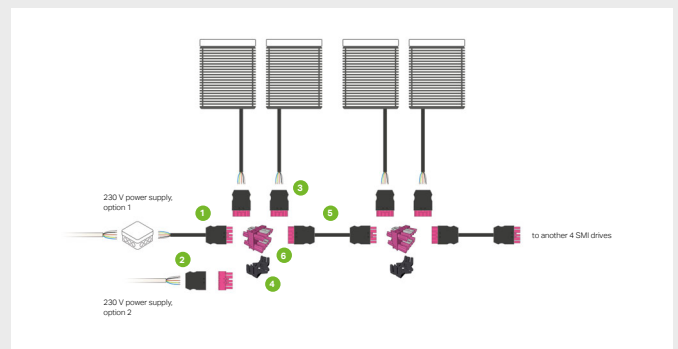 3
230 V power supply,
option 1
1
5
to another 4 SMI drives
6
2
4
230 V power supply,
option 2